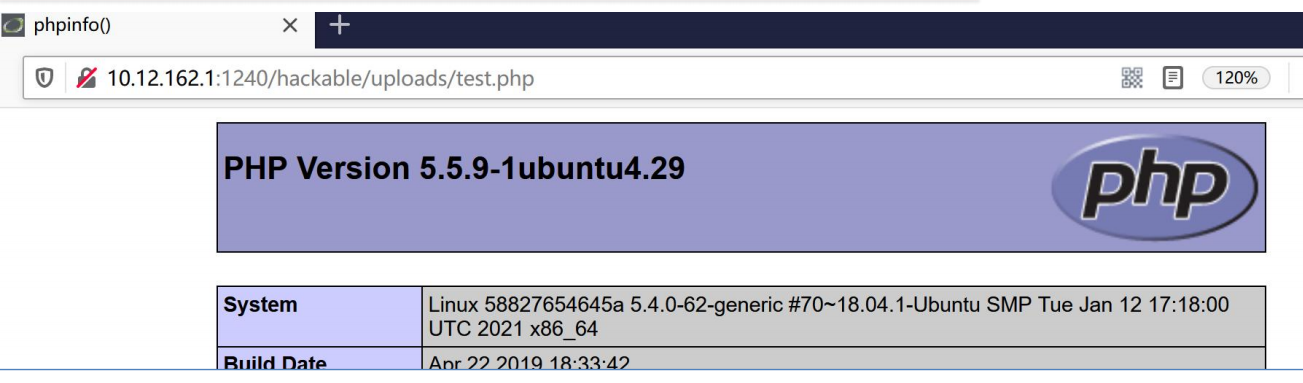 phpinfo()
10.12.162.1:1240/hackable/uploads/test.php
120%
PHP Version 5.5.9-1ubuntu4.29
php
System
Linux 58827654645a 5.4.0-62-generic #70~18.04.1-Ubuntu SMP Tue Jan 12 17:18:00
UTC 2021 x86_64
Build Date
Apr 22 2019 18:33:42